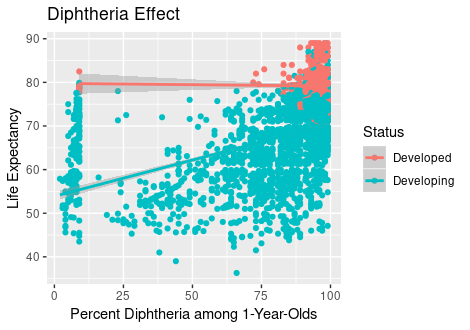 Diphtheria Effect
90
80
70
60
50
40
Life Expectancy
0
25
50
75
100
Percent Diphtheria among 1-Year-Olds
Status
Developed
Developing